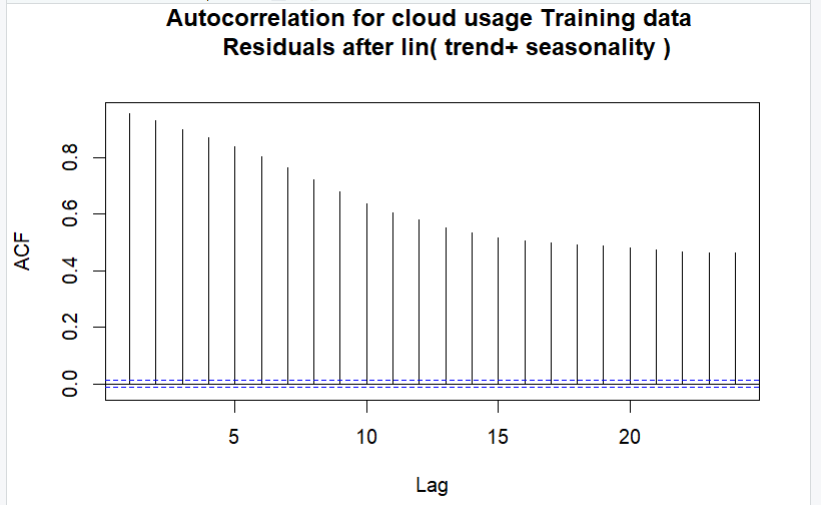 Autocorrelation for cloud usage Training data
Residuals after lin( trend+ seasonality )
ACF
0.8
0.6
0.4
0.2
0.0
5 10 15 20
Lag